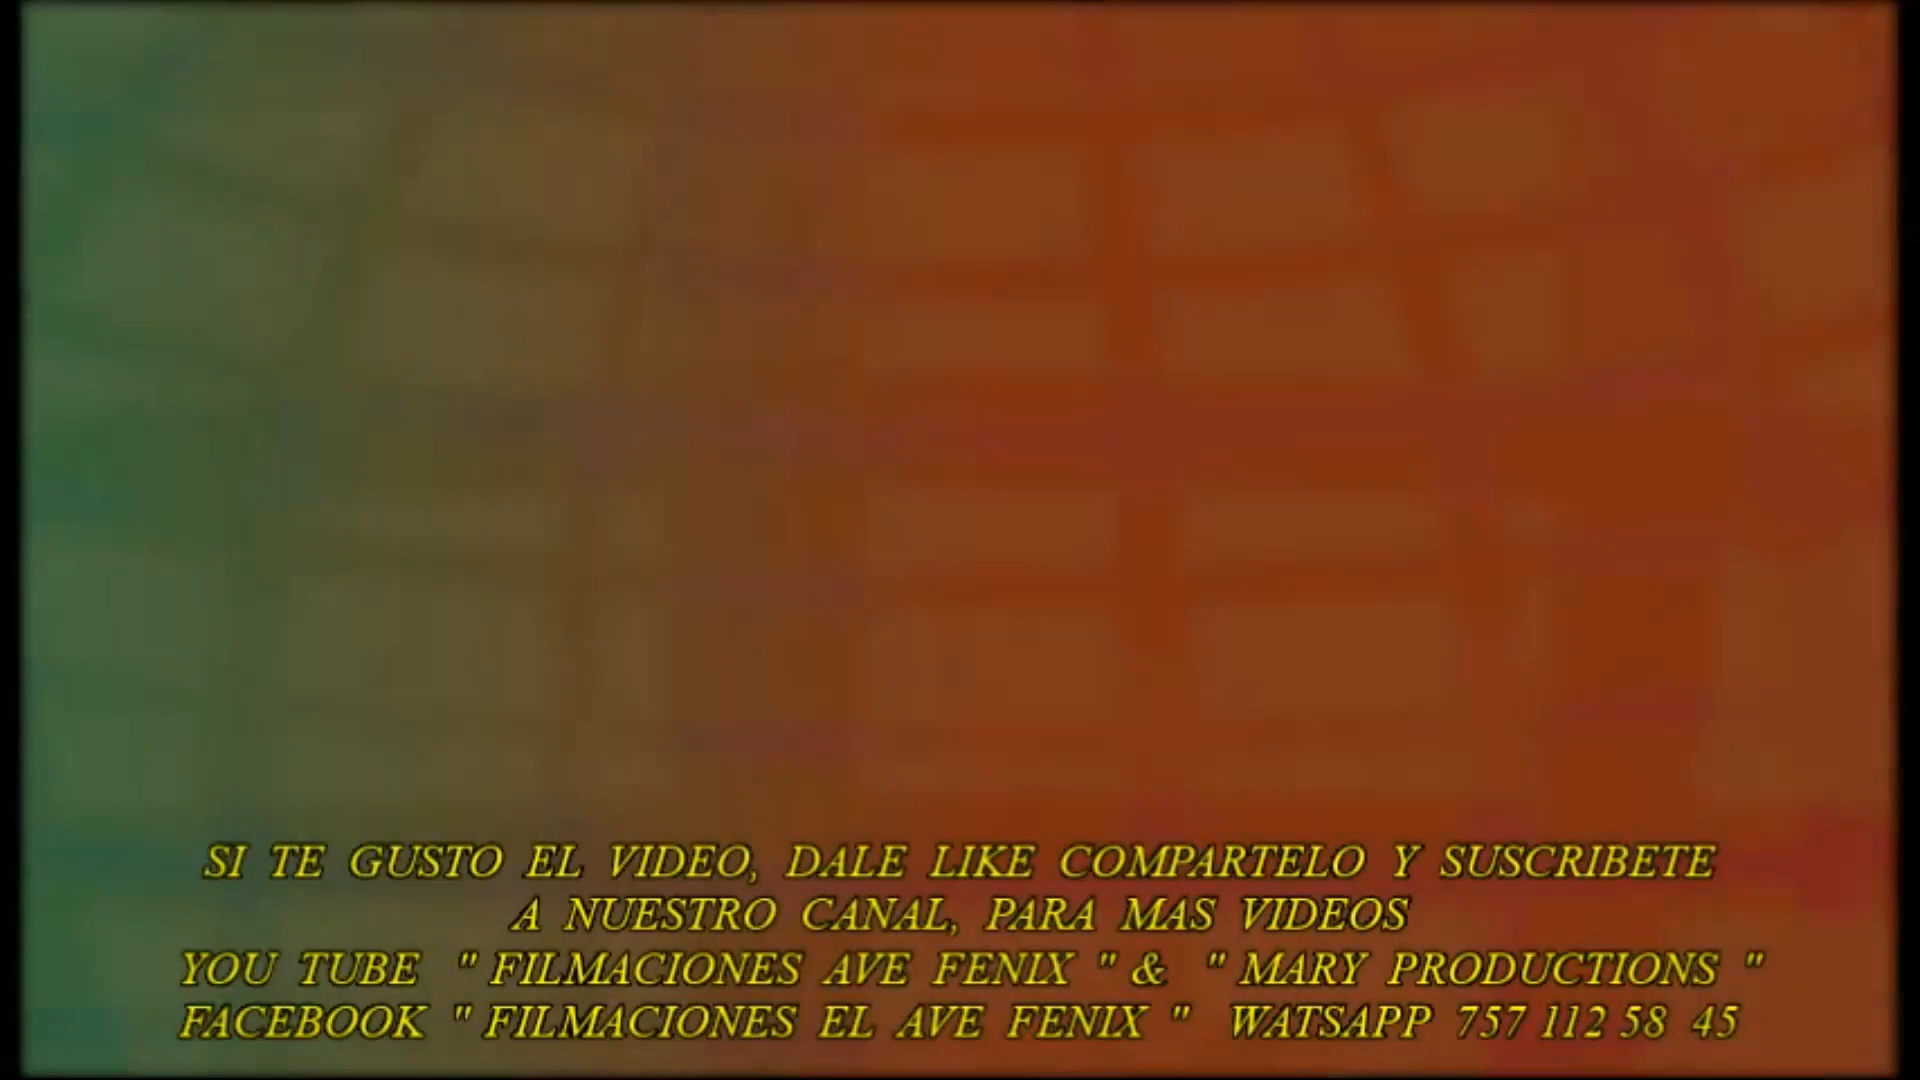 SI TE GUSTO EL VIDEO, DALE LIKE COMPARTELO Y SUSCRIBETE
A NUESTRO CANAL, PARA MAS VIDEOS
YOU TUBE " FILMACIONES AVE FENIX " & " MARY PRODUCTIONS "
FACEBOOK " FILMACIONES EL AVE FENIX " WATSAPP 757 112 58 45